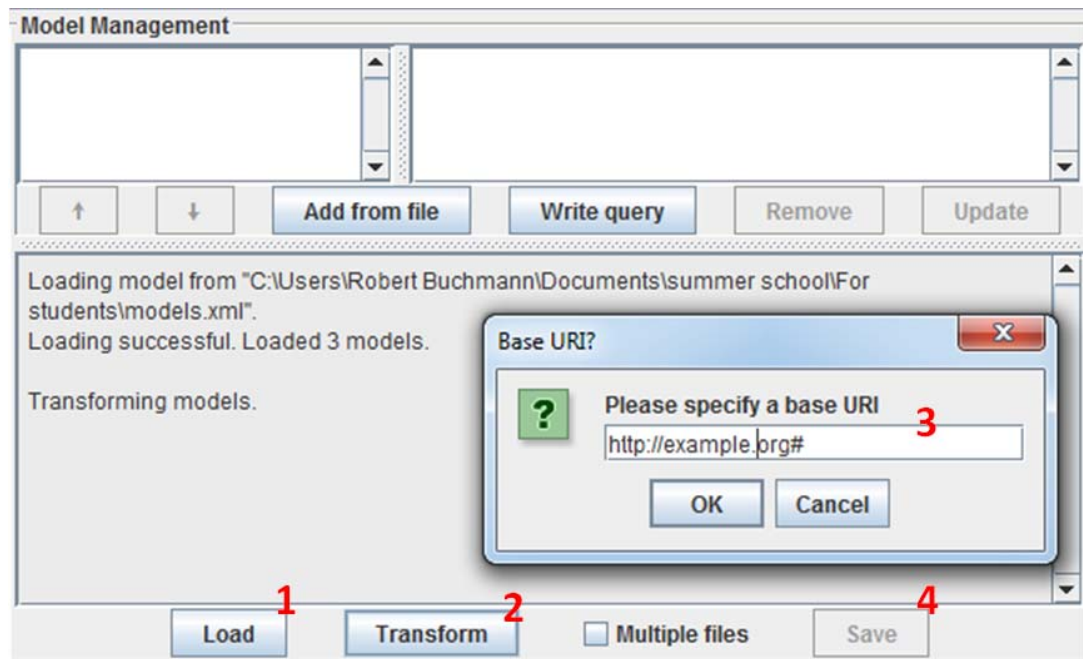 Model Management
↑ ↓ Add from file Write query Remove Update
Loading model from "C:\Users\Robert Buchmann\Documents\summer school\For
students\models.xml".
Loading successful. Loaded 3 models.
Transforming models.
Base URI?
?
Please specify a base URI
3
http://example.org#
OK Cancel
1 2 4
Load Transform Multiple files Save